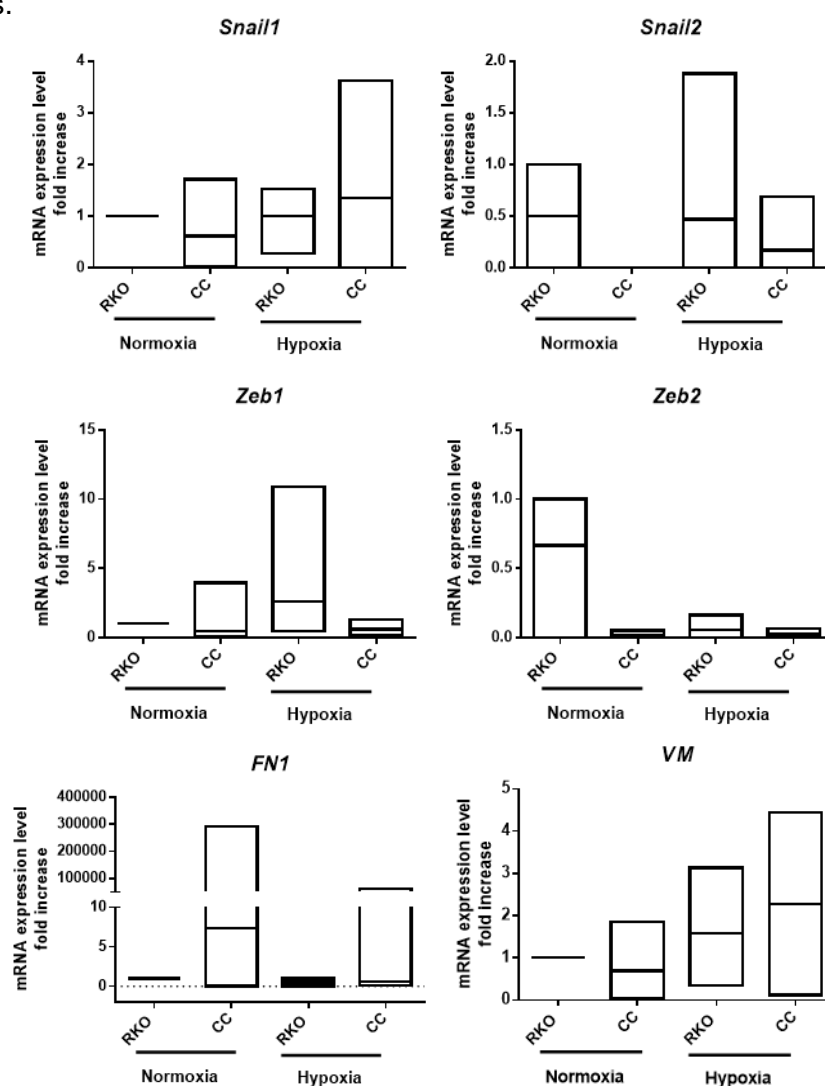 s.
Snail1
mRNA expression level
fold increase
4
3
2
1
0
RKO
CC
RKO
CC
Normoxia
Hypoxia
Snail2
mRNA expression level
fold increase
2.0
1.5
1.0
0.5
0.0
RKO
CC
RKO
CC
Normoxia
Hypoxia
Zeb1
mRNA expression level
fold increase
15
10
5
0
RKO
CC
RKO
CC
Normoxia
Hypoxia
Zeb2
mRNA expression level
fold increase
1.5
1.0
0.5
0.0
RKO
CC
RKO
CC
Normoxia
Hypoxia
FN1
mRNA expression level
fold increase
400000
300000
200000
100000
10
5
0
RKO
CC
RKO
CC
Normoxia
Hypoxia
VM
mRNA expression level
fold increase
5
4
3
2
1
0
RKO
CC
RKO
CC
Normoxia
Hypoxia